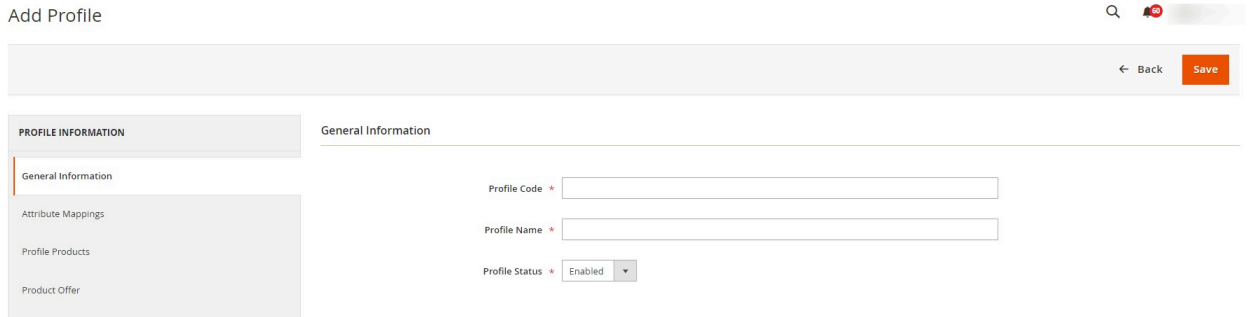 Add Profile
60
← Back
Save
PROFILE INFORMATION
General Information
Attribute Mappings
Profile Products
Product Offer
General Information
Profile Code *
Profile Name *
Profile Status * Enabled